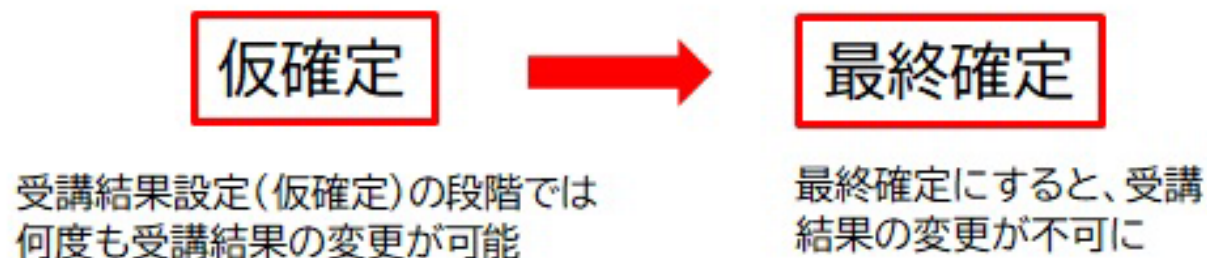 仮確定
最終確定
受講結果設定(仮確定)の段階では
何度も受講結果の変更が可能
最終確定にすると、受講
結果の変更が不可に